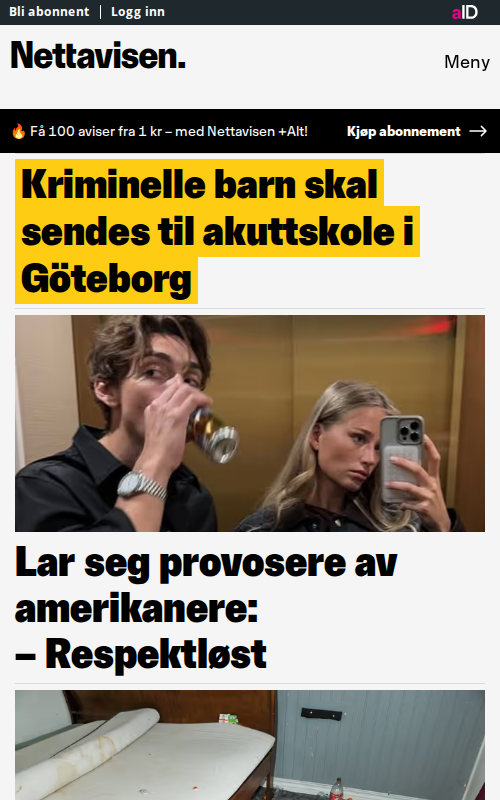 Bli abonnent
Logg inn
aID
Nettavisen.
Meny
🔥 Få 100 aviser fra 1 kr – med Nettavisen +Alt!
Kjøp abonnement →
Kriminelle barn skal
sendes til akuttskole i
Göteborg
Lar seg provosere av
amerikanere:
– Respektløst